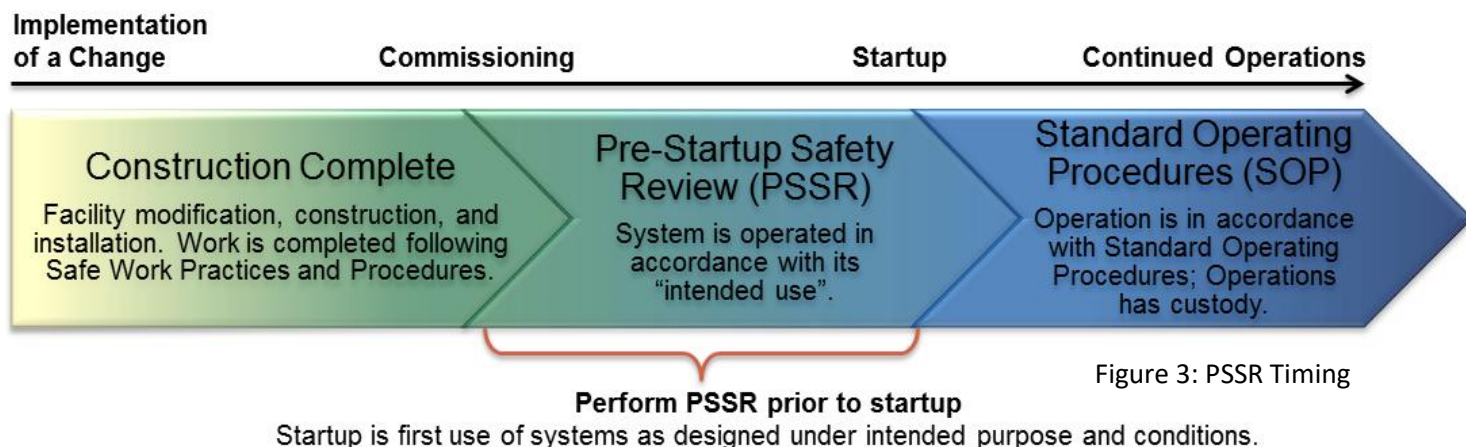 Implementation
of a Change
Commissioning
Startup
Continued Operations
Construction Complete
Facility modification, construction, and
installation. Work is completed following
Safe Work Practices and Procedures.
Pre-Startup Safety
Review (PSSR)
System is operated in
accordance with its
“intended use”.
Standard Operating
Procedures (SOP)
Operation is in accordance
with Standard Operating
Procedures; Operations
has custody.
Figure 3: PSSR Timing
Perform PSSR prior to startup
Startup is first use of systems as designed under intended purpose and conditions.